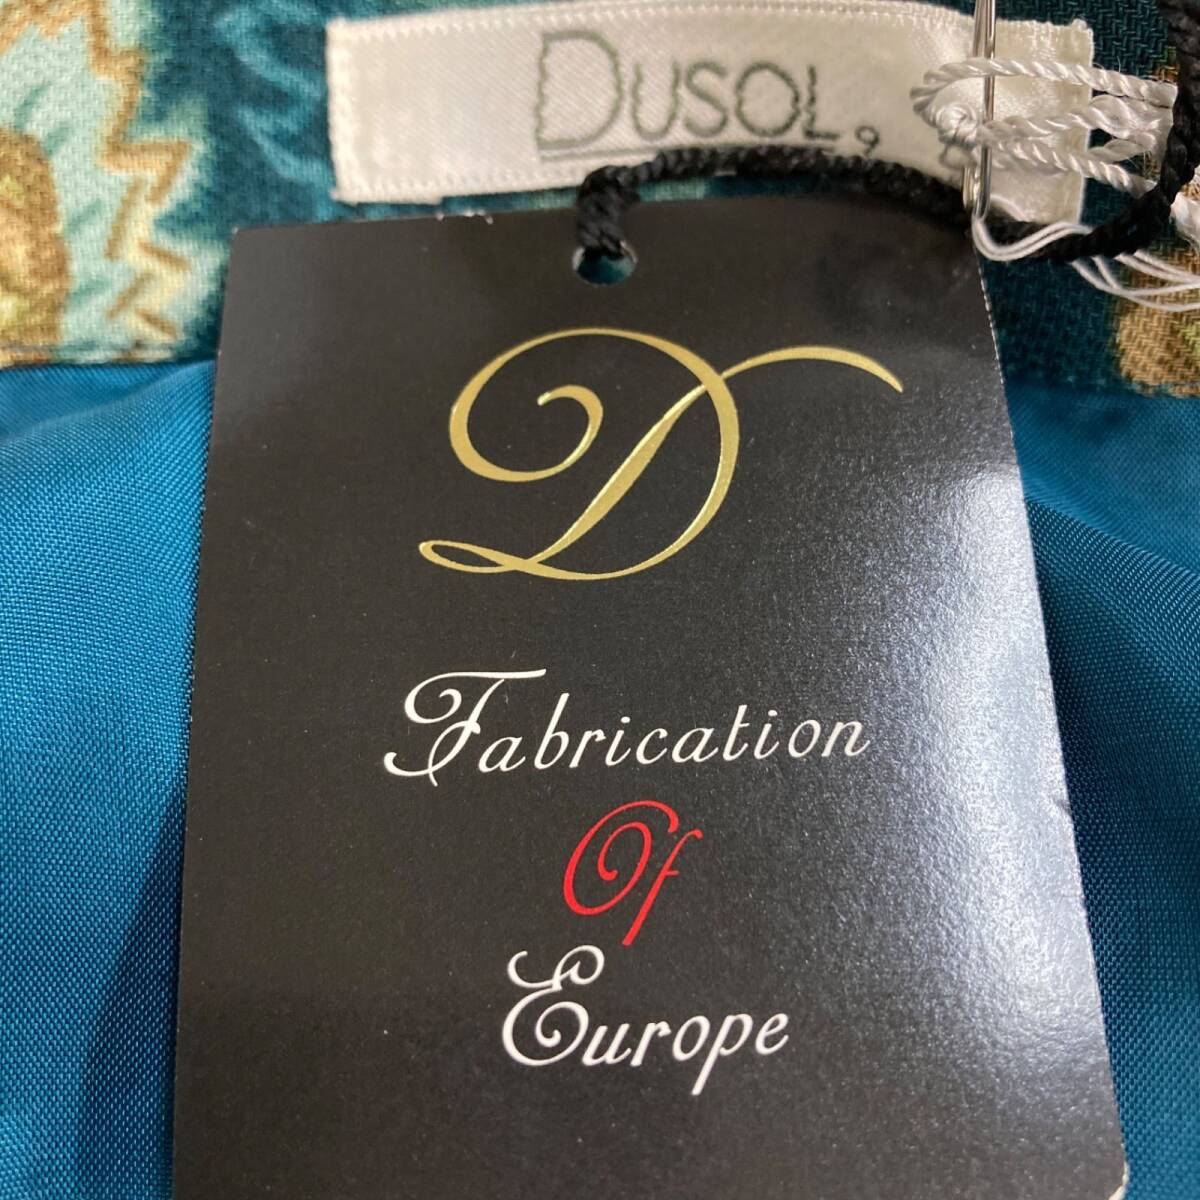 DUSOL,
D
Fabrication
Of
Europe